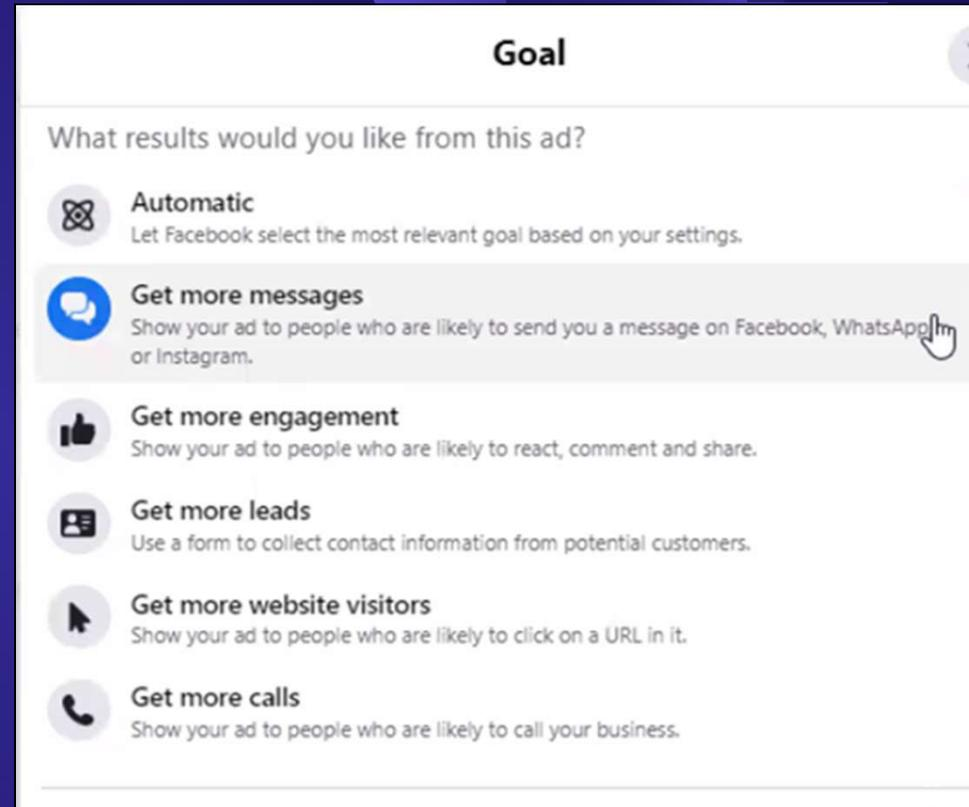 Goal
What results would you like from this ad?
Automatic
Let Facebook select the most relevant goal based on your settings.
Get more messages
Show your ad to people who are likely to send you a message on Facebook, WhatsApp
or Instagram.
Get more engagement
Show your ad to people who are likely to react, comment and share.
Get more leads
Use a form to collect contact information from potential customers.
Get more website visitors
Show your ad to people who are likely to click on a URL in it.
Get more calls
Show your ad to people who are likely to call your business.